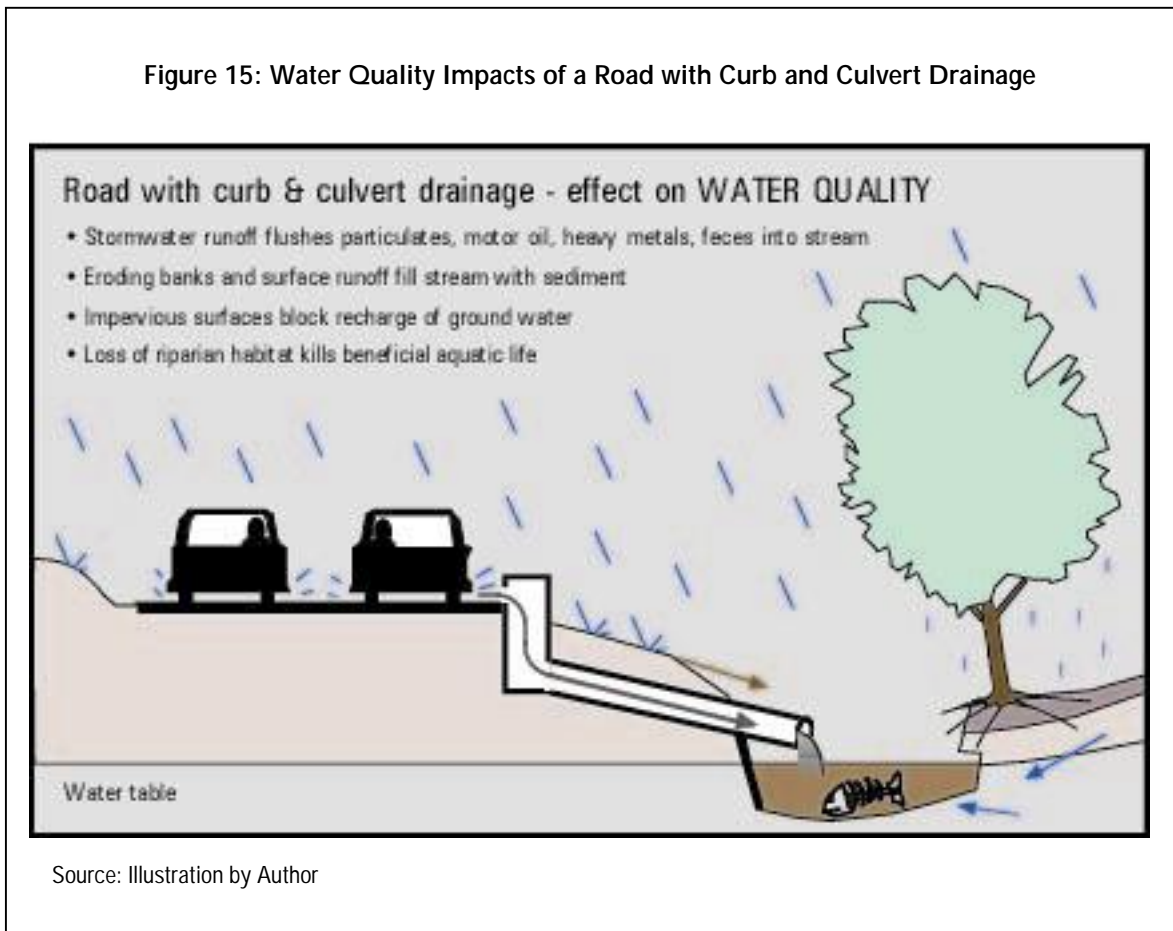 Figure 15: Water Quality Impacts of a Road with Curb and Culvert Drainage
Road with curb & culvert drainage - effect on WATER QUALITY
• Stormwater runoff flushes particulates, motor oil, heavy metals, feces into stream
• Eroding banks and surface runoff fill stream with sediment
• Impervious surfaces block recharge of ground water
• Loss of riparian habitat kills beneficial aquatic life
Water table
Source: Illustration by Author